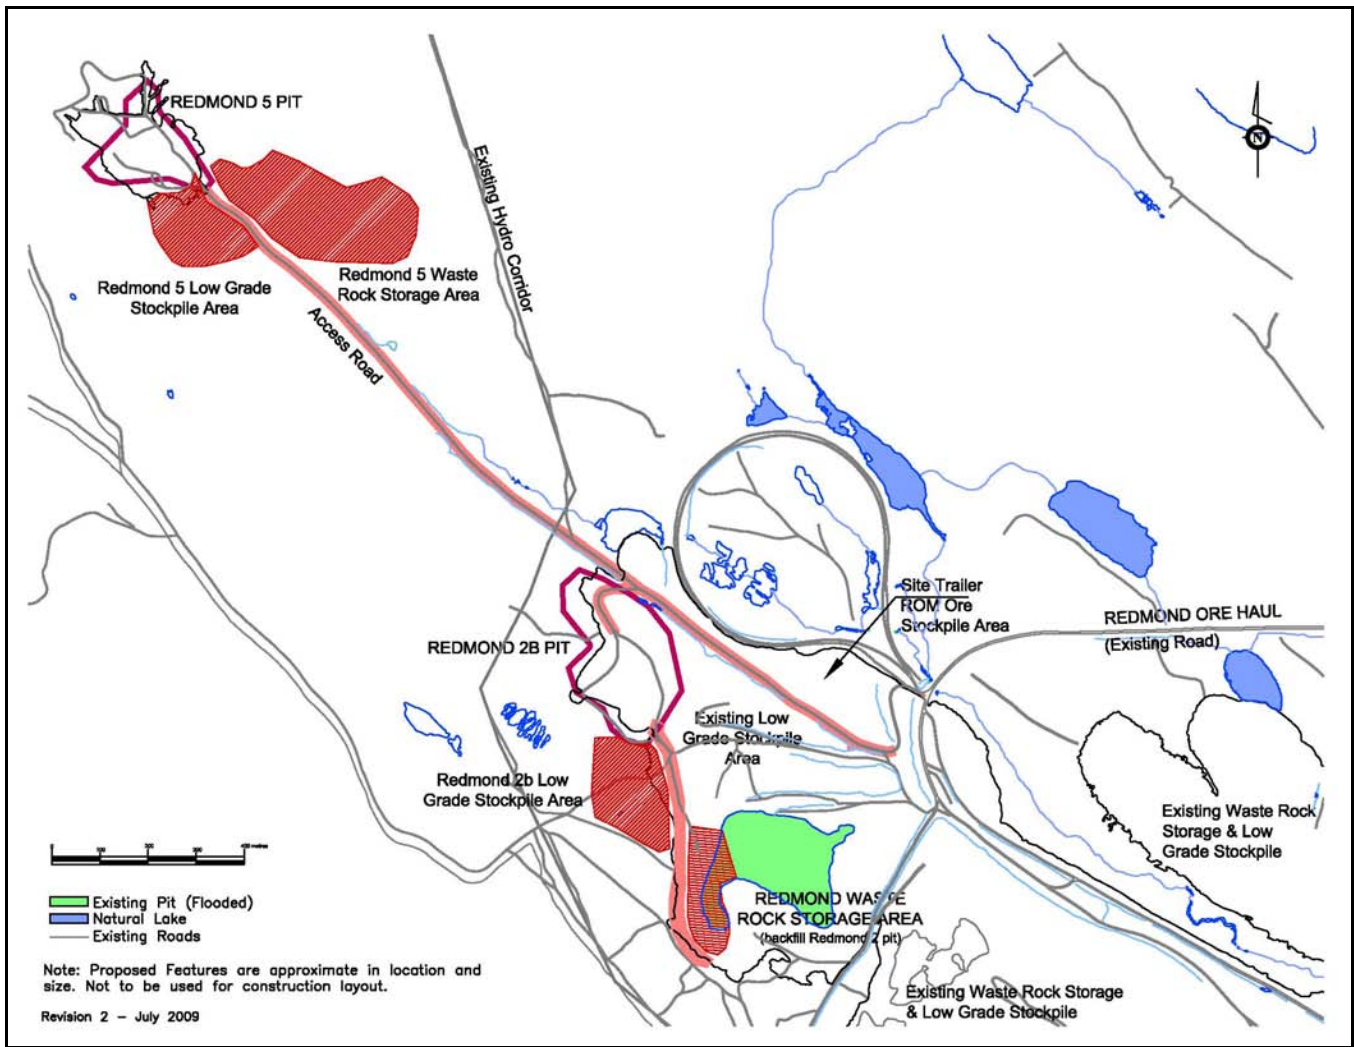 REDMOND 5 PIT
N
Existing Hydro Corridor
Redmond 5 Waste
Rock Storage Area
Redmond 5 Low Grade
Stockpile Area
Access Road
Site Trailer
ROM Ore
Stockpile Area
REDMOND ORE HAUL
(Existing Road)
REDMOND 2B PIT
Existing Low
Grade Stockpile
Area
Redmond 2b Low
Grade Stockpile Area
Existing Waste Rock
Storage & Low
Grade Stockpile
REDMOND WASTE
ROCK STORAGE AREA
(backfill Redmond 2 pit)
Existing Waste Rock Storage
& Low Grade Stockpile
100 200 300 400 metres
Existing Pit (Flooded)
Natural Lake
Existing Roads
Note: Proposed Features are approximate in location and
size. Not to be used for construction layout.
Revision 2 - July 2009